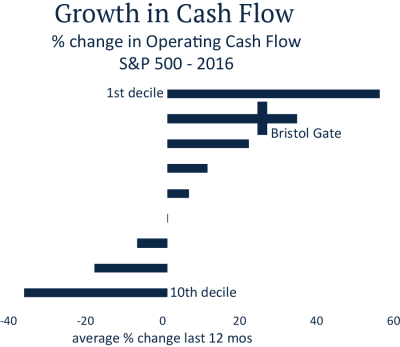 Growth in Cash Flow
% change in Operating Cash Flow
S&P 500 - 2016
1st decile
Bristol Gate
10th decile
-40 -20 0 20 40 60
average % change last 12 mos